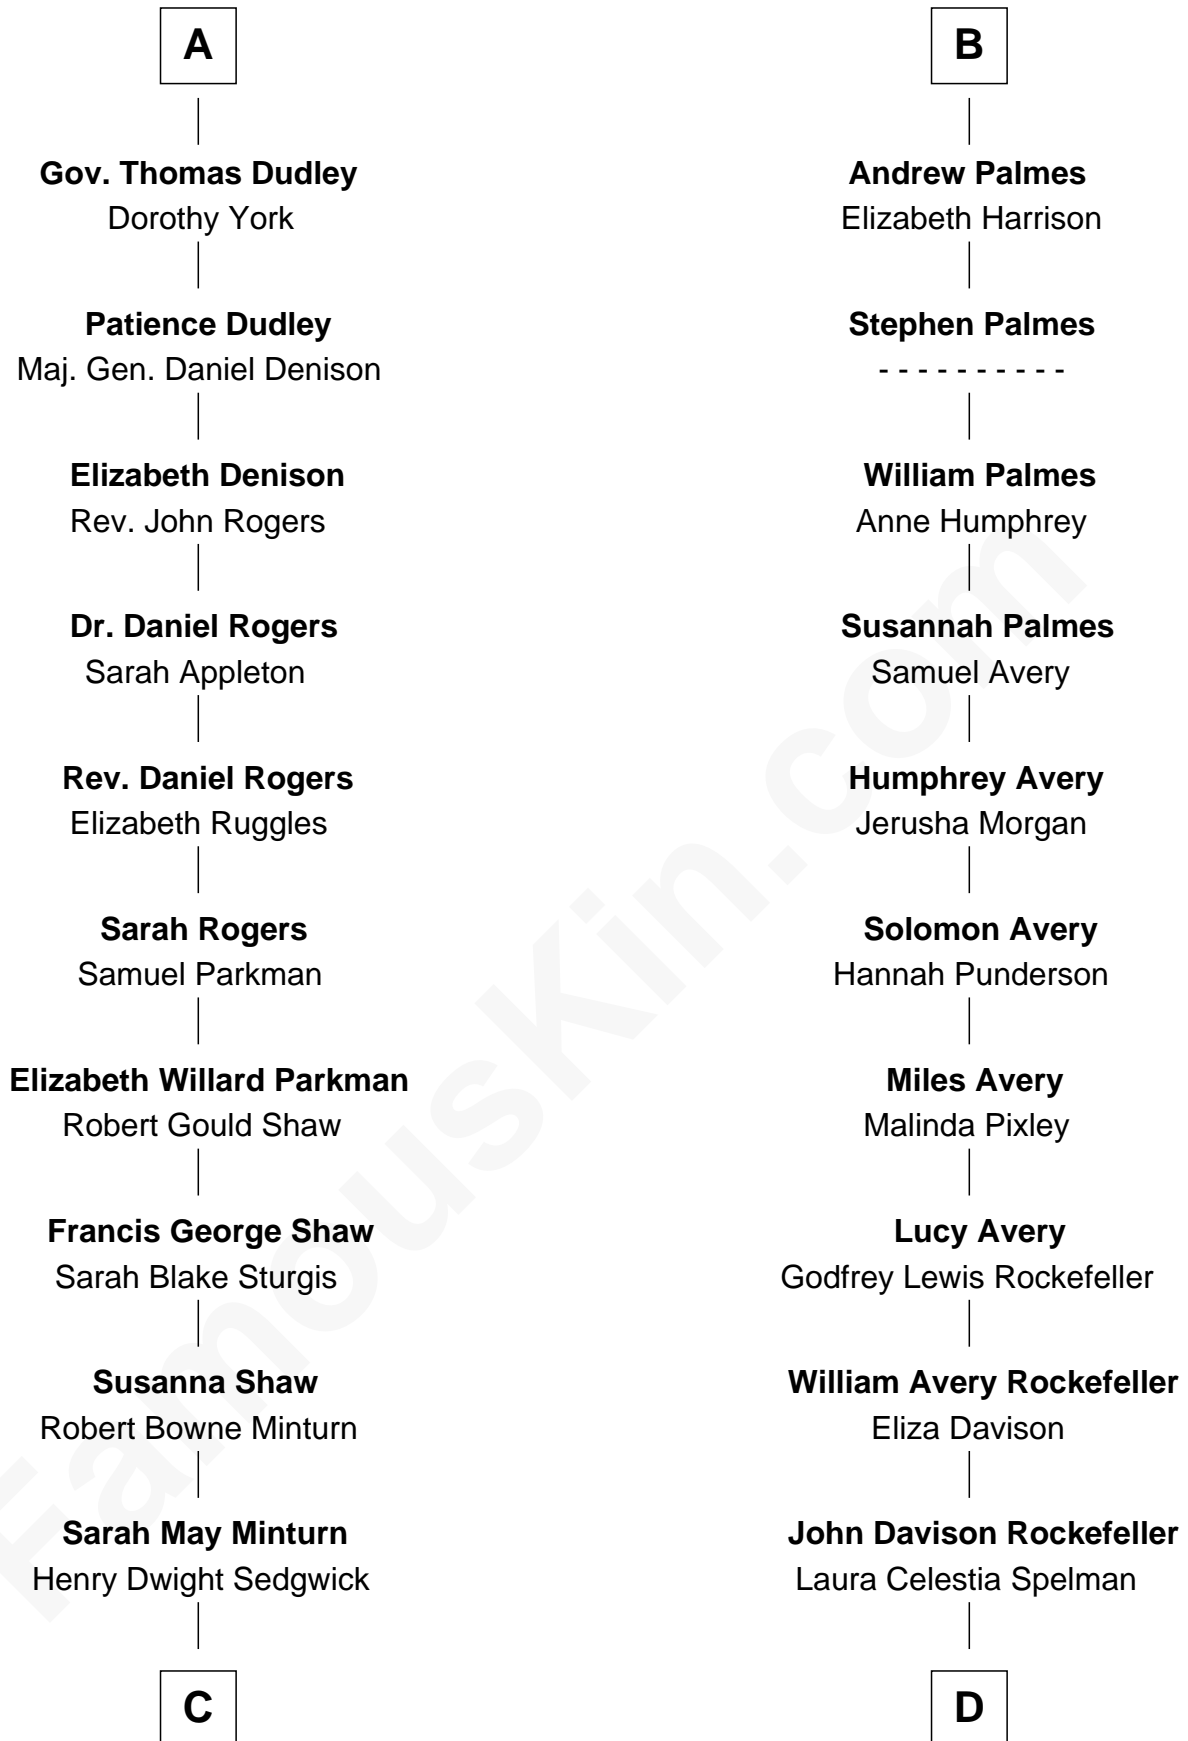 A
Gov. Thomas Dudley
Dorothy York
Patience Dudley
Maj. Gen. Daniel Denison
Elizabeth Denison
Rev. John Rogers
Dr. Daniel Rogers
Sarah Appleton
Rev. Daniel Rogers
Elizabeth Ruggles
Sarah Rogers
Samuel Parkman
Elizabeth Willard Parkman
Robert Gould Shaw
Francis George Shaw
Sarah Blake Sturgis
Susanna Shaw
Robert Bowne Minturn
Sarah May Minturn
Henry Dwight Sedgwick
C
B
Andrew Palmes
Elizabeth Harrison
Stephen Palmes
- - - - - - - - - -
William Palmes
Anne Humphrey
Susannah Palmes
Samuel Avery
Humphrey Avery
Jerusha Morgan
Solomon Avery
Hannah Punderson
Miles Avery
Malinda Pixley
Lucy Avery
Godfrey Lewis Rockefeller
William Avery Rockefeller
Eliza Davison
John Davison Rockefeller
Laura Celestia Spelman
D
FamousKin.com